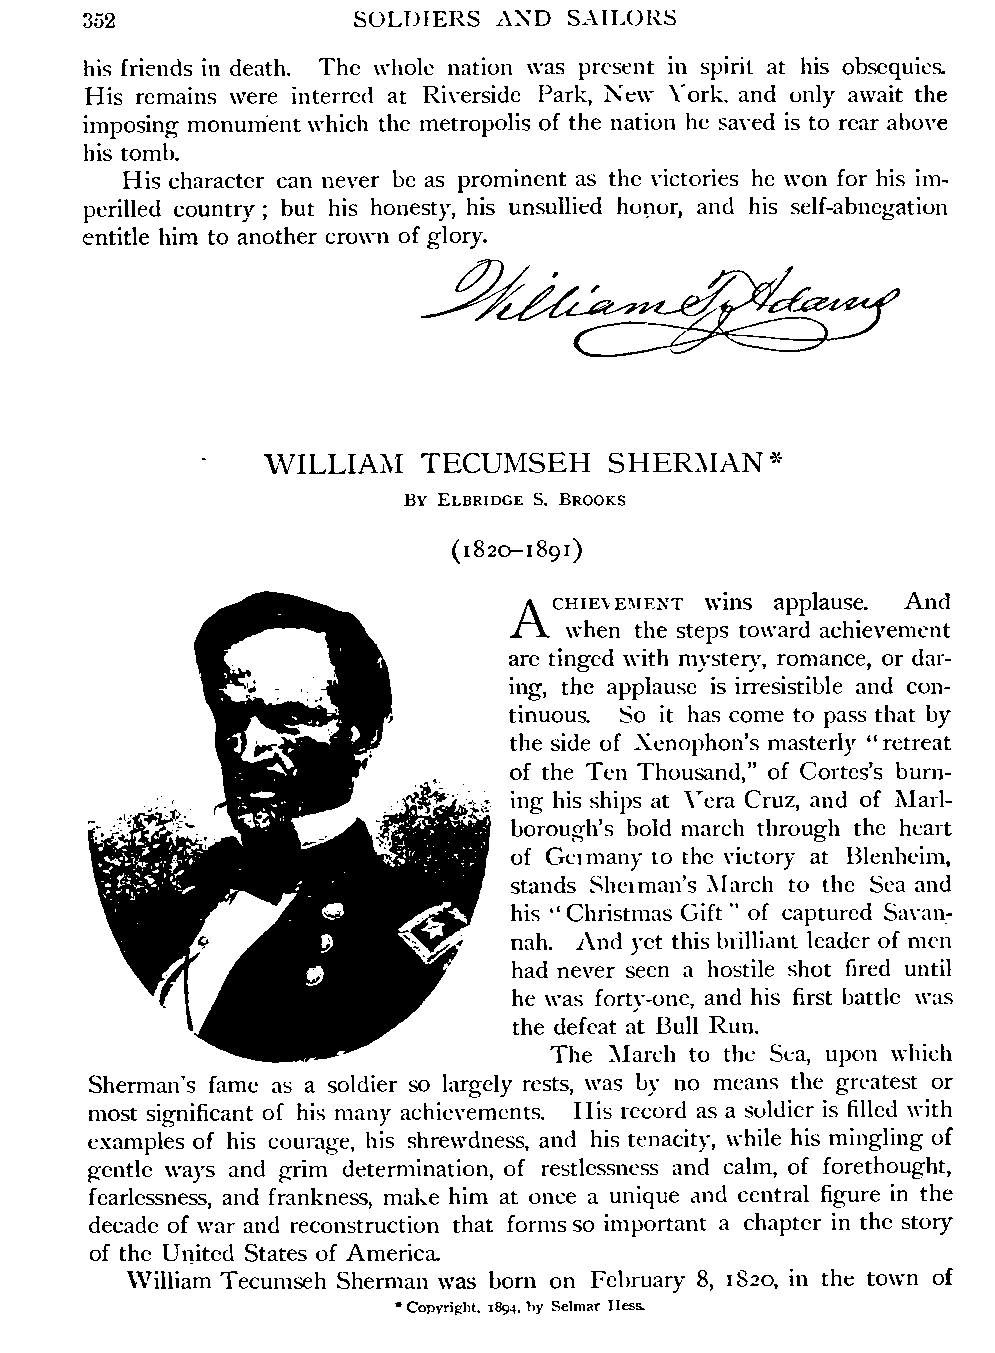 352 SOLDIERS AND SAILORS
his friends in death. The whole nation was present in spirit at his obsequies.
His remains were interred at Riverside Park, New York, and only await the
imposing monument which the metropolis of the nation he saved is to rear above
his tomb.
His character can never be as prominent as the victories he won for his im-
perilled country; but his honesty, his unsullied honor, and his self-abnegation
entitle him to another crown of glory.
William T. Adams
WILLIAM TECUMSEH SHERMAN*
BY ELBRIDGE S. BROOKS
(1820–1891)
ACHIEVEMENT wins applause. And
when the steps toward achievement
are tinged with mystery, romance, or dar-
ing, the applause is irresistible and con-
tinuous. So it has come to pass that by
the side of Xenophon's masterly "retreat
of the Ten Thousand," of Cortes's burn-
ing his ships at Vera Cruz, and of Marl-
borough's bold march through the heart
of Germany to the victory at Blenheim,
stands Sherman's March to the Sea and
his "Christmas Gift" of captured Savan-
nah. And yet this brilliant leader of men
had never seen a hostile shot fired until
he was forty-one, and his first battle was
the defeat at Bull Run.
The March to the Sea, upon which
Sherman's fame as a soldier so largely rests, was by no means the greatest or
most significant of his many achievements. His record as a soldier is filled with
examples of his courage, his shrewdness, and his tenacity, while his mingling of
gentle ways and grim determination, of restlessness and calm, of forethought,
fearlessness, and frankness, make him at once a unique and central figure in the
decade of war and reconstruction that forms so important a chapter in the story
of the United States of America.
William Tecumseh Sherman was born on February 8, 1820, in the town of
* Copyright, 1894, by Selmar Hess.